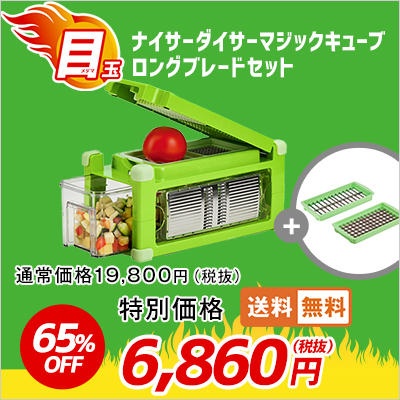 目玉
メダマ
ナイサーダイサーマジックキューブ
ロングブレードセット
+
通常価格19,800円(税抜)
特別価格
送料 無料
65%
OFF
6,860円(税抜)